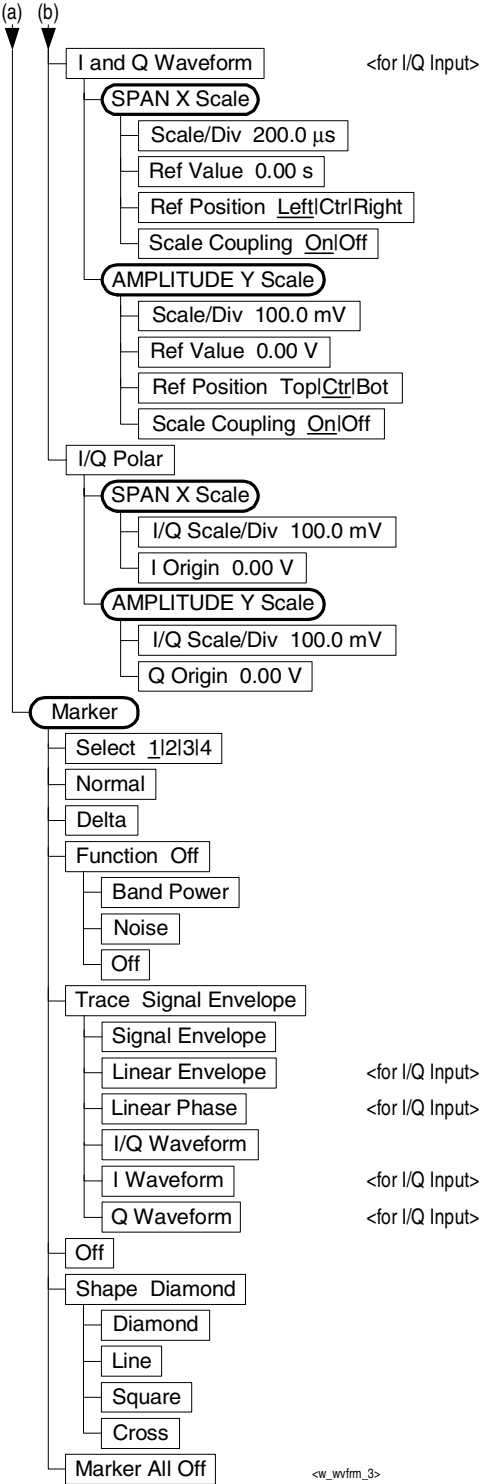 (a) (b)
I and Q Waveform <for I/Q Input>
SPAN X Scale
Scale/Div 200.0 µs
Ref Value 0.00 s
Ref Position Left|Ctr|Right
Scale Coupling On|Off
AMPLITUDE Y Scale
Scale/Div 100.0 mV
Ref Value 0.00 V
Ref Position Top|Ctr|Bot
Scale Coupling On|Off
I/Q Polar
SPAN X Scale
I/Q Scale/Div 100.0 mV
I Origin 0.00 V
AMPLITUDE Y Scale
I/Q Scale/Div 100.0 mV
Q Origin 0.00 V
Marker
Select 1|2|3|4
Normal
Delta
Function Off
Band Power
Noise
Off
Trace Signal Envelope
Signal Envelope
Linear Envelope <for I/Q Input>
Linear Phase <for I/Q Input>
I/Q Waveform
I Waveform <for I/Q Input>
Q Waveform <for I/Q Input>
Off
Shape Diamond
Diamond
Line
Square
Cross
Marker All Off <w_wvfrm_3>